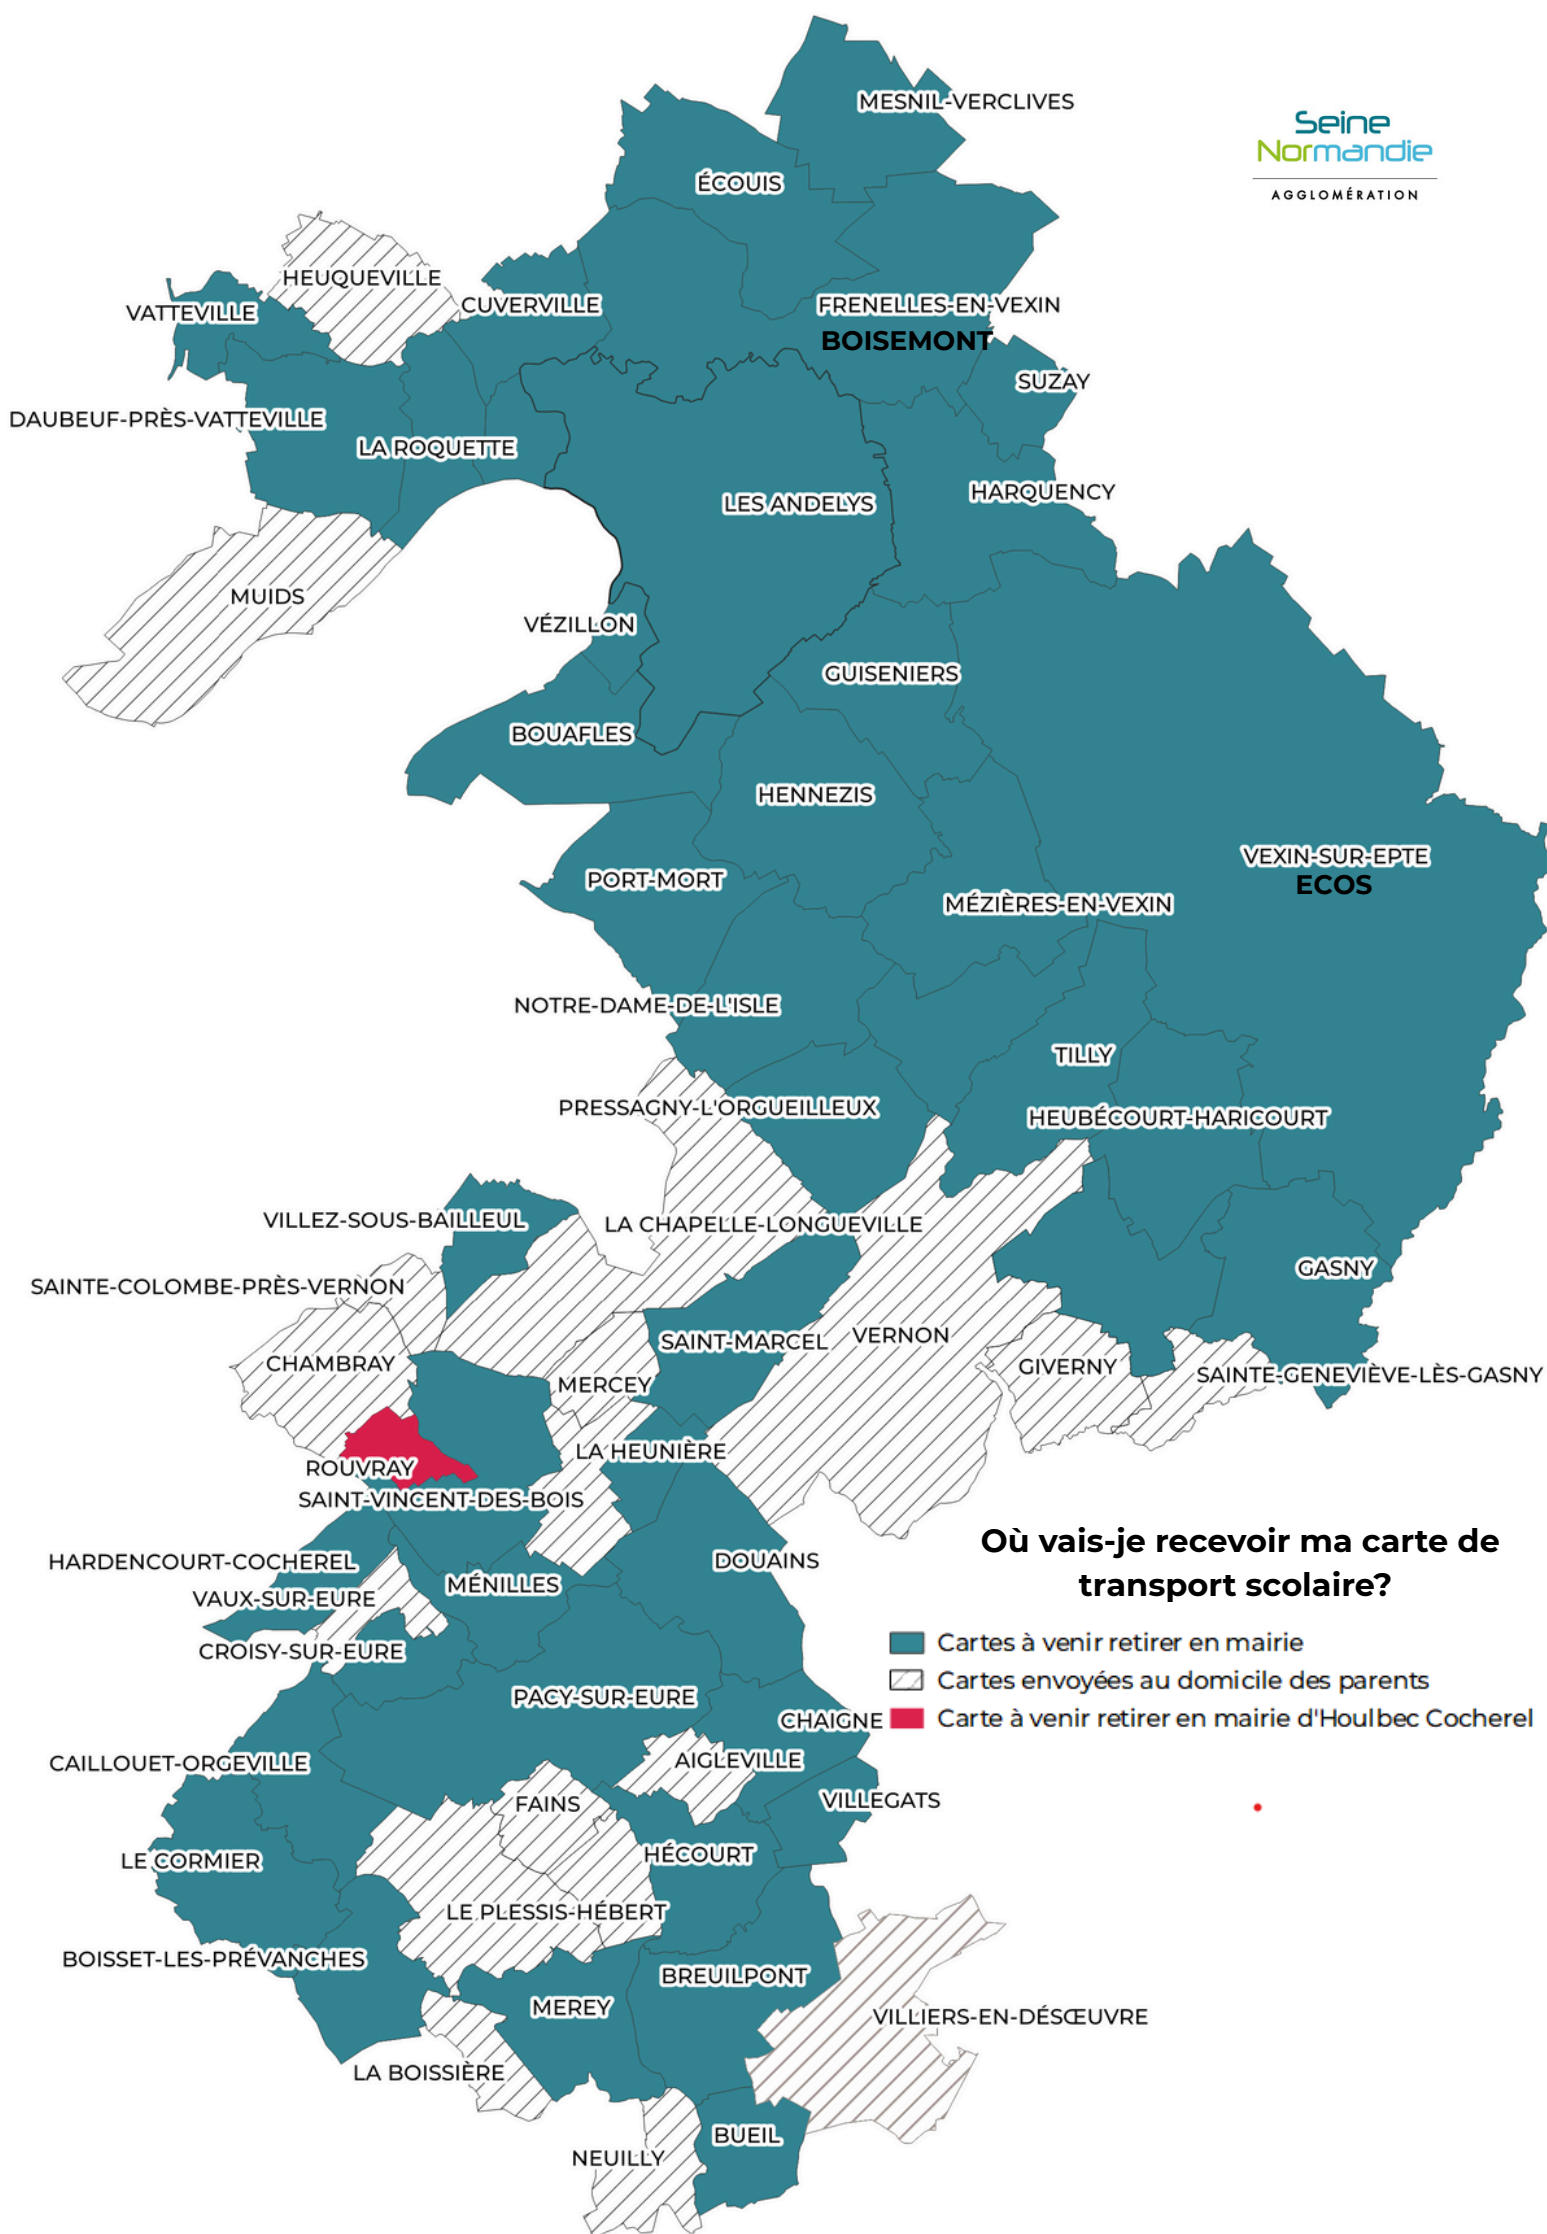 MESNIL-VERCLIVES
Seine
Normandie
AGGLOMÉRATION
ÉCOUIS
HEUQUEVILLE
CUVERVILLE
FRENELLES-EN-VEXIN
VATTEVILLE
BOISEMONT
SUZAY
DAUBEUF-PRÈS-VATTEVILLE
LA ROQUETTE
HARQUENCY
LES ANDELYS
MUIDS
VÉZILLON
GUISENIERS
BOUAFLES
HENNEZIS
VEXIN-SUR-EPTE
ECOS
PORT-MORT
MÉZIÈRES-EN-VEXIN
NOTRE-DAME-DE-L'ISLE
TILLY
PRESSAGNY-L'ORGUEILLEUX
HEUBÉCOURT-HARICOURT
VILLEZ-SOUS-BAILLEUL
LA CHAPELLE-LONGUEVILLE
GASNY
SAINTE-COLOMBE-PRÈS-VERNON
SAINT-MARCEL
VERNON
CHAMBRAY
GIVERNY
SAINTE-GENEVIÈVE-LÈS-GASNY
MERCEY
LA HEUNIÈRE
ROUVRAY
SAINT-VINCENT-DES-BOIS
Où vais-je recevoir ma carte de
transport scolaire?
HARDENCOURT-COCHEREL
DOUAINS
MÉNILLES
VAUX-SUR-EURE
Cartes à venir retirer en mairie
CROISY-SUR-EURE
Cartes envoyées au domicile des parents
PACY-SUR-EURE
CHAIGNE
Carte à venir retirer en mairie d'Houlbec Cocherel
CAILLOUET-ORGEVILLE
AIGLEVILLE
VILLEGATS
FAINS
HÉCOURT
LE CORMIER
LE PLESSIS-HÉBERT
BOISSET-LES-PRÉVANCHES
BREUILPONT
MEREY
VILLIERS-EN-DÉSŒUVRE
LA BOISSIÈRE
BUEIL
NEUILLY